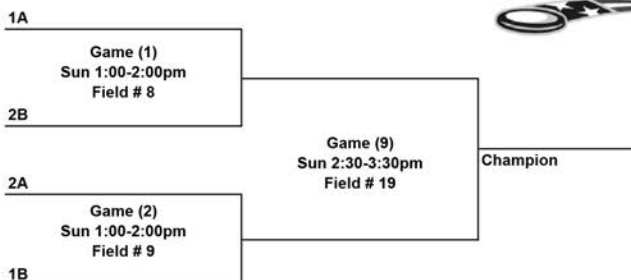 1A
Game (1)
Sun 1:00-2:00pm
Field # 8
2B
Game (9)
Sun 2:30-3:30pm
Field # 19
Champion
2A
Game (2)
Sun 1:00-2:00pm
Field # 9
1B